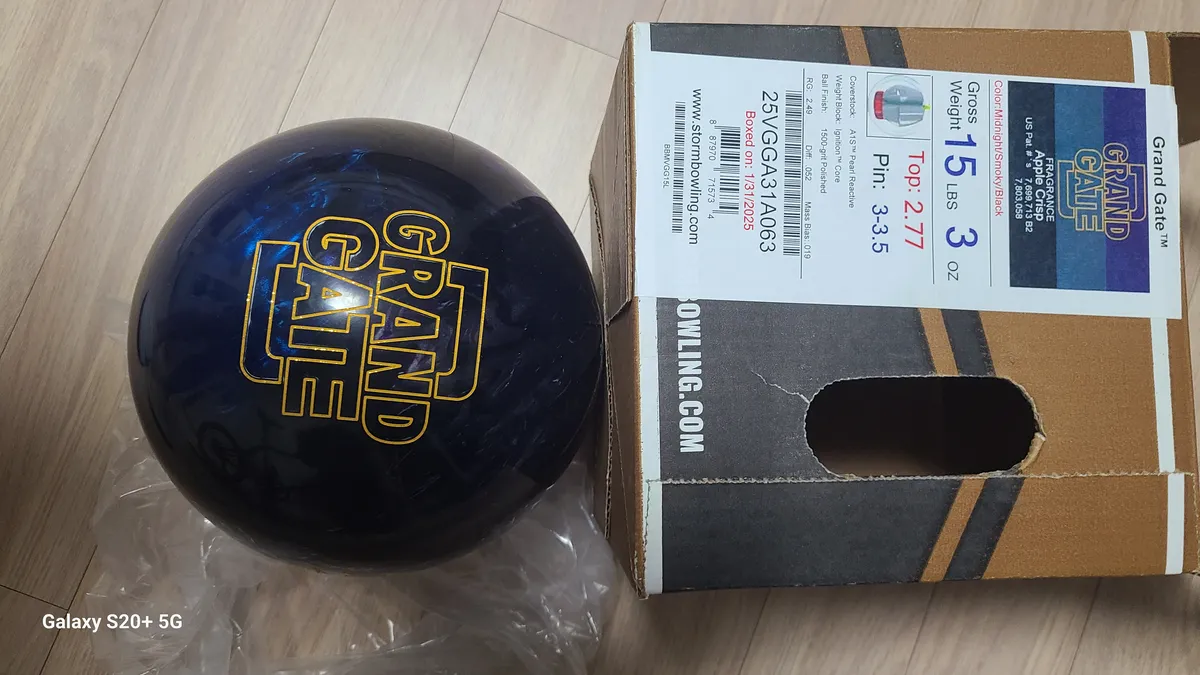 GRAND
GATE
Grand Gate™
GRAND
GATE
FRAGRANCE
Apple Crisp
US Pat. #'s 7,699,713 B2
7,803,058
Color:Midnight/Smoky/Black
Gross
Weight 15 LBS 3 OZ
Top: 2.77
Pin: 3-3.5
Coverstock: A1S™ Pearl Reactive
Weight Block: Ignition™ Core
Ball Finish: 1500-grit Polished
RG: 2.49 Diff: .052 Mass Bias: .019
25VGGA31A063
Boxed on: 1/31/2025
8 87970 71573 4
www.stormbowling.com
BBMVGG15L
BOWLING.COM
Galaxy S20+ 5G